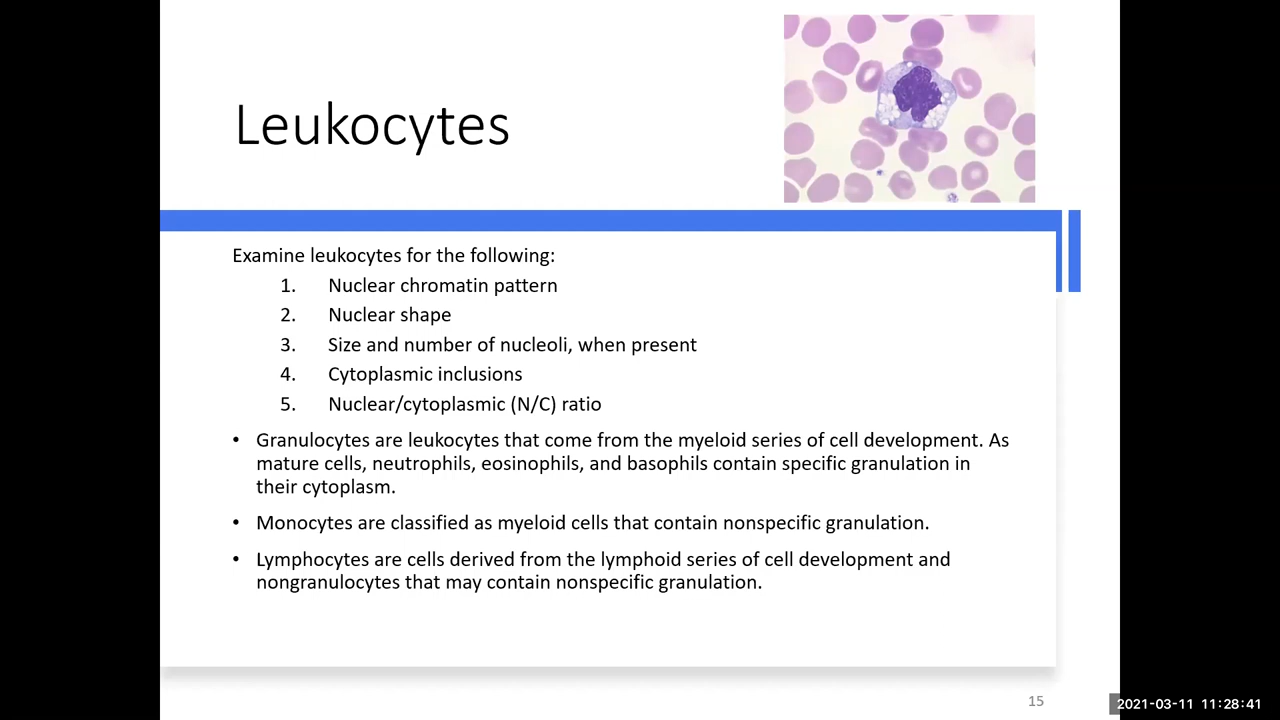 Leukocytes
Examine leukocytes for the following:
1. Nuclear chromatin pattern
2. Nuclear shape
3. Size and number of nucleoli, when present
4. Cytoplasmic inclusions
5. Nuclear/cytoplasmic (N/C) ratio
• Granulocytes are leukocytes that come from the myeloid series of cell development. As
mature cells, neutrophils, eosinophils, and basophils contain specific granulation in
their cytoplasm.
• Monocytes are classified as myeloid cells that contain nonspecific granulation.
• Lymphocytes are cells derived from the lymphoid series of cell development and
nongranulocytes that may contain nonspecific granulation.
15
2021-03-11 11:28:41